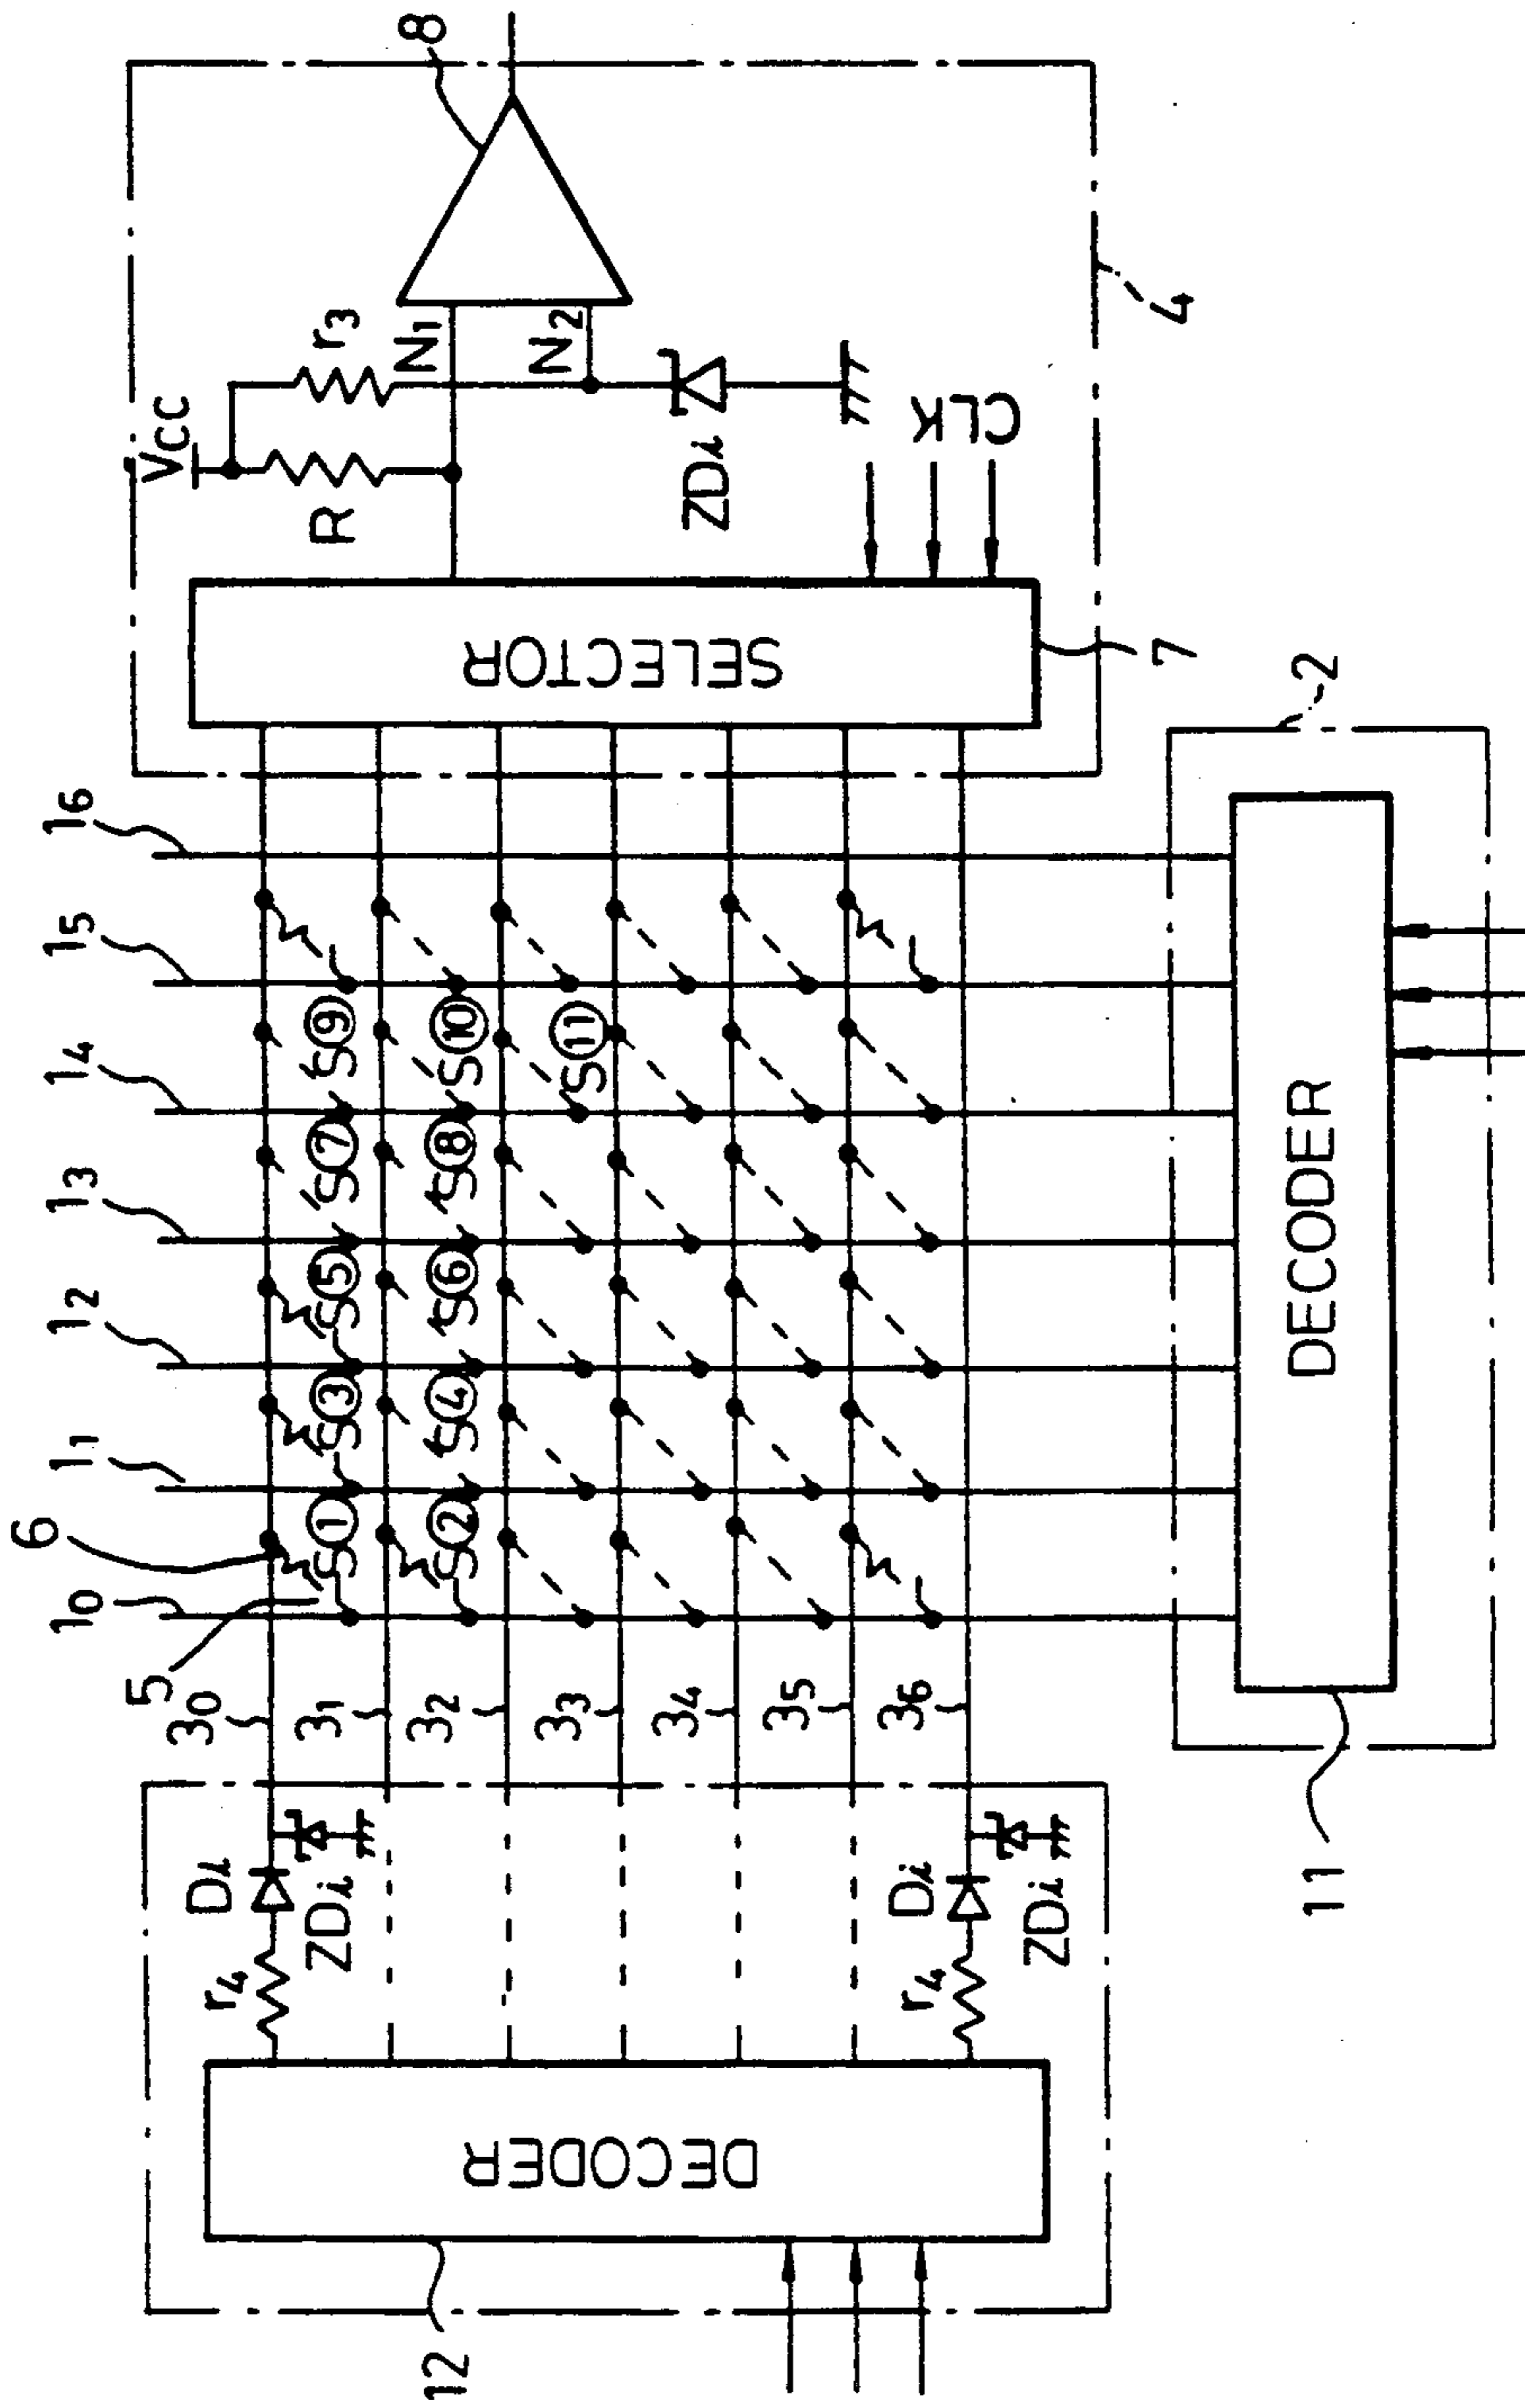 8
VCC
r3
N1
N2
R
ZDi
CLK
4
SELECTOR
7
2
16
15
14
13
12
11
10
6
5
S①
S②
S③
S④
S⑤
S⑥
S⑦
S⑧
S⑨
S⑩
S⑪
30
31
32
33
34
35
36
DECODER
11
Di
ZDi
r4
Di
ZDi
r4
DECODER
12